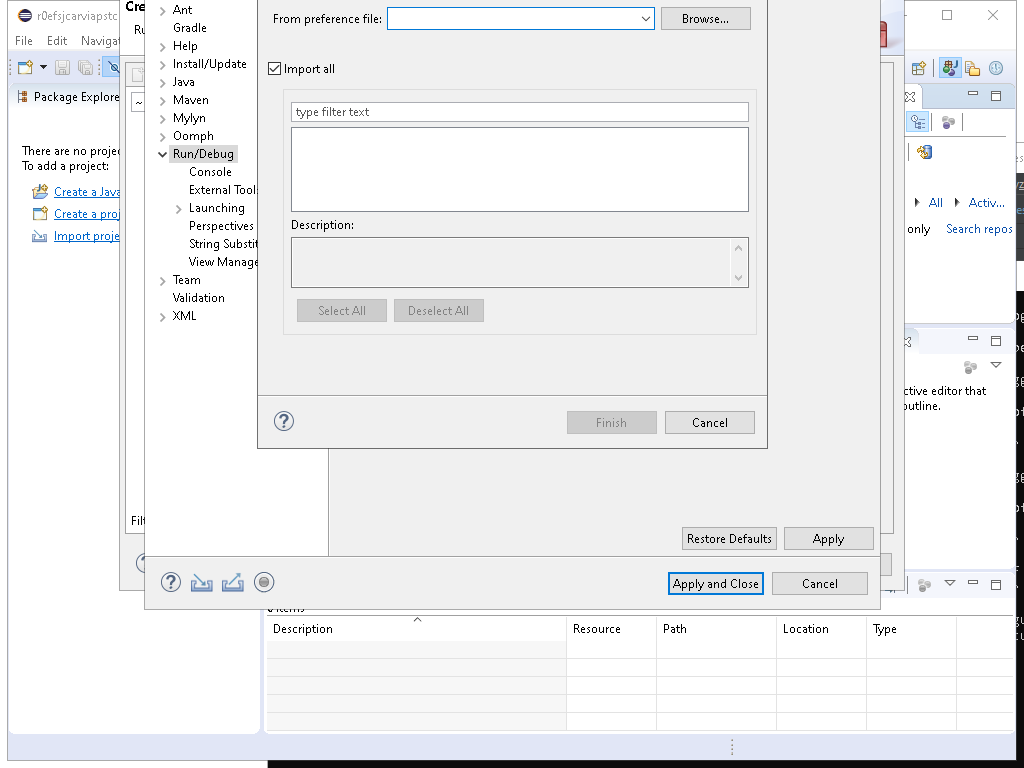 r0efsjcarviapstc
File Edit Navigat
Package Explore
There are no projec
To add a project:
Create a Java
Create a proj
Import proje
Cre
Ru
~
Filt
Ant
Gradle
Help
Install/Update
Java
Maven
Mylyn
Oomph
Run/Debug
Console
External Tools
Launching
Perspectives
String Substit
View Manage
Team
Validation
XML
From preference file:
Browse...
Import all
type filter text
Description:
Select All
Deselect All
Finish
Cancel
Restore Defaults
Apply
Apply and Close
Cancel
All
Activ...
only
Search repos
ctive editor that
outline.
0 items
Description
Resource
Path
Location
Type